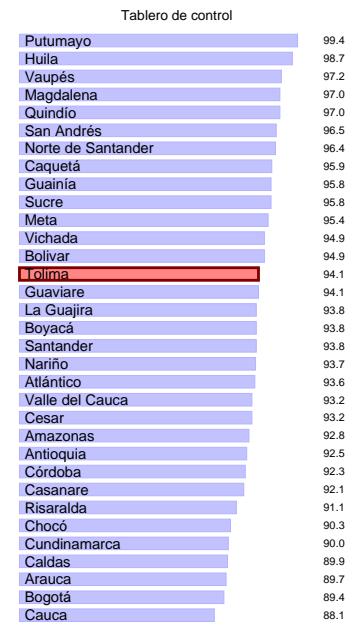 Tablero de control
Putumayo 99.4
Huila 98.7
Vaupés 97.2
Magdalena 97.0
Quindío 97.0
San Andrés 96.5
Norte de Santander 96.4
Caquetá 95.9
Guainía 95.8
Sucre 95.8
Meta 95.4
Vichada 94.9
Bolivar 94.9
Tolima 94.1
Guaviare 94.1
La Guajira 93.8
Boyacá 93.8
Santander 93.8
Nariño 93.7
Atlántico 93.6
Valle del Cauca 93.2
Cesar 93.2
Amazonas 92.8
Antioquia 92.5
Córdoba 92.3
Casanare 92.1
Risaralda 91.1
Chocó 90.3
Cundinamarca 90.0
Caldas 89.9
Arauca 89.7
Bogotá 89.4
Cauca 88.1